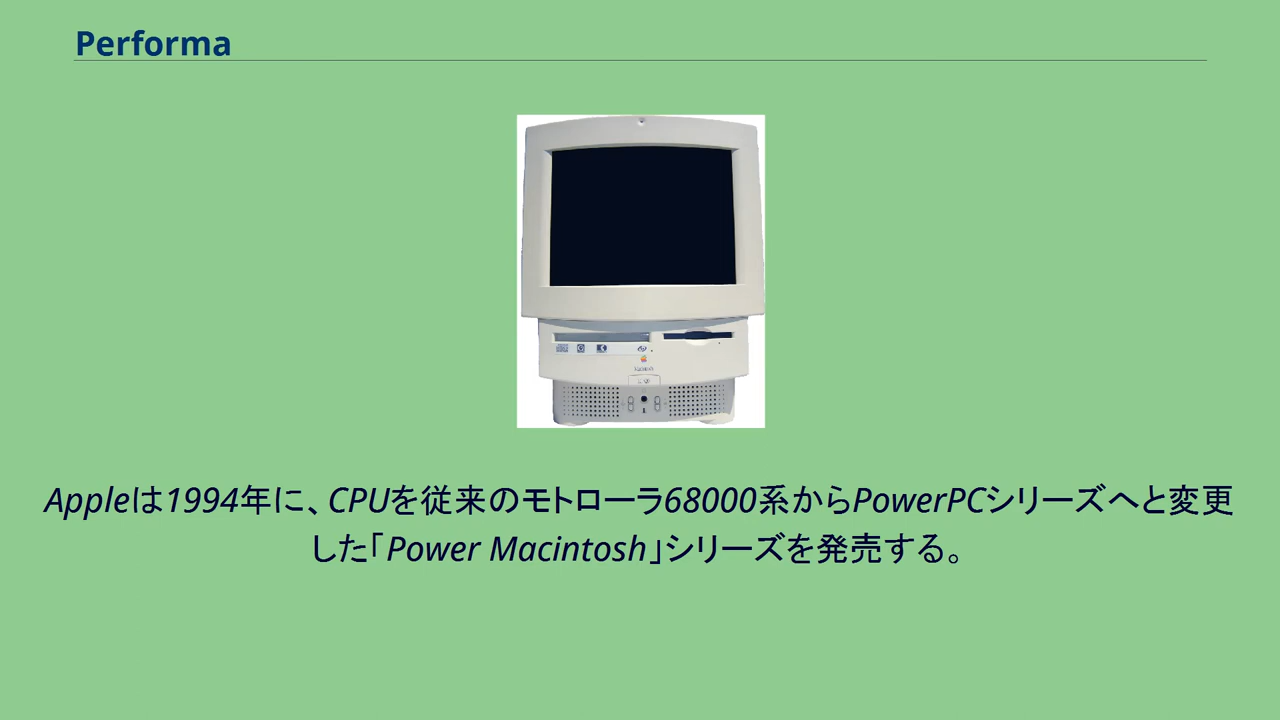 Performa
Appleは1994年に、CPUを従来のモトローラ68000系からPowerPCシリーズへと変更
した「Power Macintosh」シリーズを発売する。